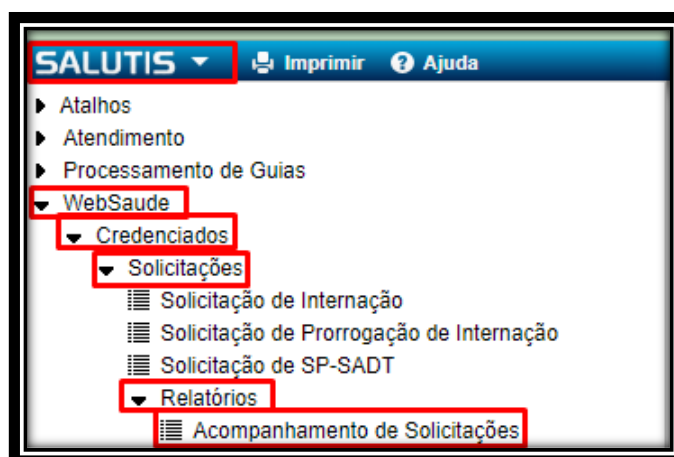 SALUTIS Imprimir Ajuda
Atalhos
Atendimento
Processamento de Guias
WebSaude
Credenciados
Solicitações
Solicitação de Internação
Solicitação de Prorrogação de Internação
Solicitação de SP-SADT
Relatórios
Acompanhamento de Solicitações